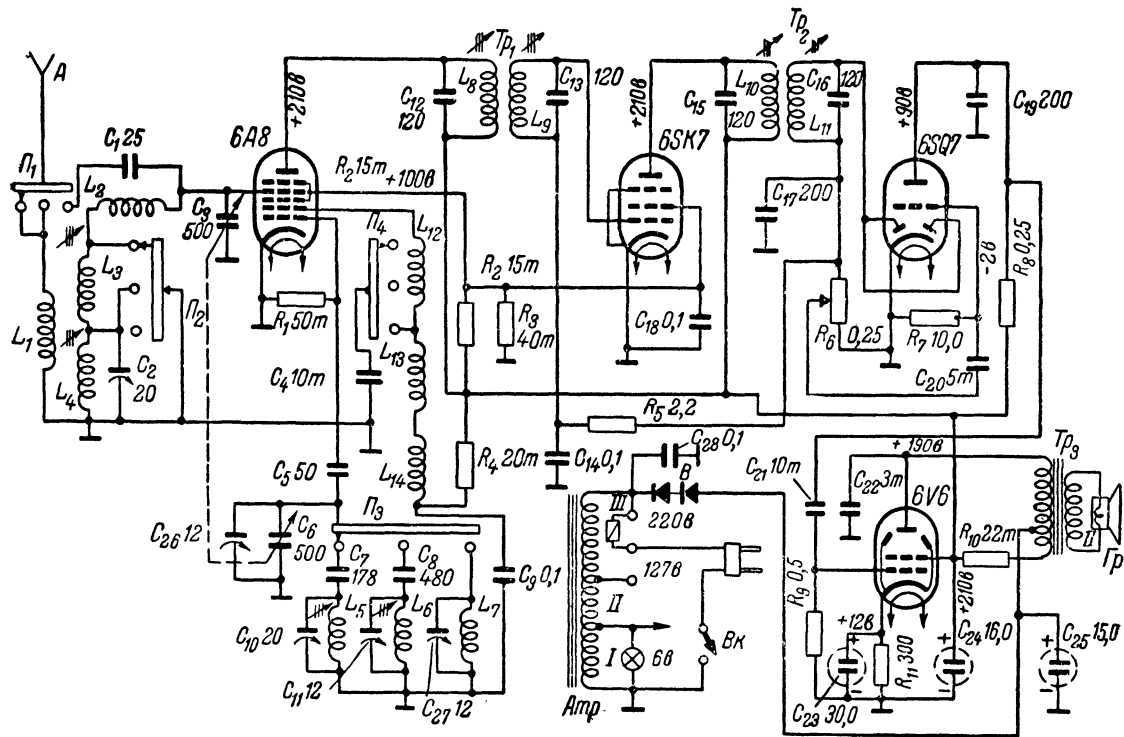 А
П₁
C₁ 25
L₂
L₃
L₁
L₄
C₂
20
П₂
C₃
500
6А8
+210в
R₁ 50т
R₂ 15т
+100в
П₄
L₁₂
L₁₃
L₁₄
C₄ 10т
C₁₂
120
L₈
Тр₁
L₉
C₁₃
120
R₂ 15т
R₃
40т
R₄ 20т
6SK7
+210в
C₁₈ 0,1
C₁₄ 0,1
R₅ 2,2
C₁₅
120
L₁₀
Тр₂
L₁₁
C₁₆
120
C₁₇ 200
R₆
0,25
6SQ7
+90в
-2в
R₇ 10,0
C₂₀ 5т
C₁₉ 200
R₈ 0,25
C₅ 50
C₂₆ 12
C₆
500
П₃
C₇
178
C₈
480
C₉ 0,1
L₅
L₆
L₇
C₁₀ 20
C₁₁ 12
C₂₇ 12
C₂₈ 0,1
В
220в
III
127в
II
I
6в
Вк
Атр
C₂₁ 10т
C₂₂ 3т
+190в
6V6
R₉ 0,5
+12в
+
-
C₂₃ 30,0
R₁₁ 300
R₁₀ 22т
+210в
C₂₄ 16,0
+
-
C₂₅ 15,0
+
-
Тр₃
I
II
Гр